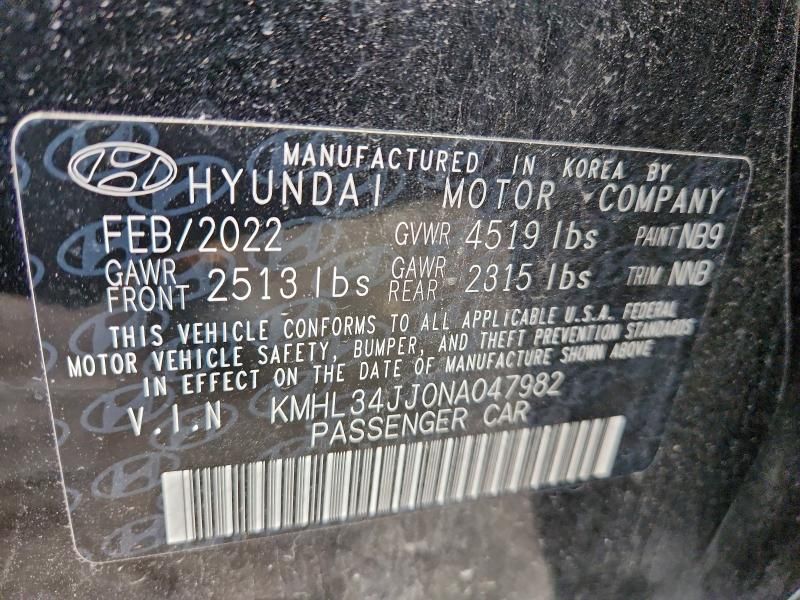 MANUFACTURED IN KOREA BY
HYUNDAI MOTOR COMPANY
FEB/2022 GVWR 4519 lbs PAINT NB9
GAWR FRONT 2513 lbs GAWR REAR 2315 lbs TRIM NNB
THIS VEHICLE CONFORMS TO ALL APPLICABLE U.S.A. FEDERAL
MOTOR VEHICLE SAFETY, BUMPER, AND THEFT PREVENTION STANDARDS
IN EFFECT ON THE DATE OF MANUFACTURE SHOWN ABOVE
V.I.N KMHL34JJ0NA047982
PASSENGER CAR